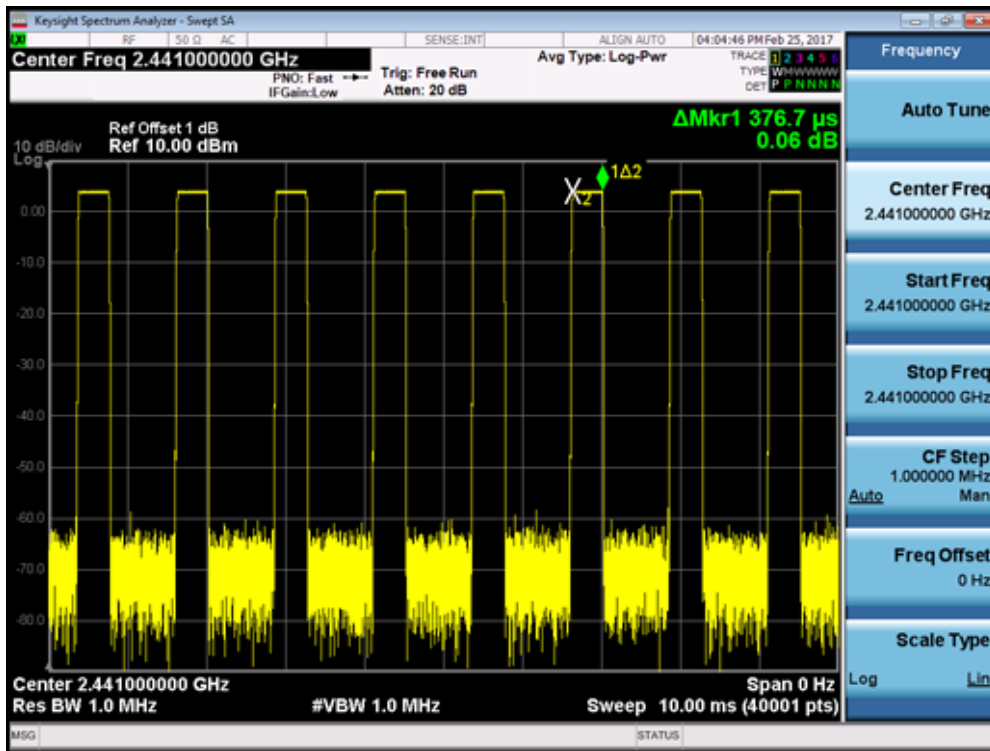 Keysight Spectrum Analyzer - Swept SA
LXI RF 50 Ω AC SENSE:INT ALIGN AUTO 04:04:46 PM Feb 25, 2017
Center Freq 2.441000000 GHz
PNO: Fast
IFGain:Low
Trig: Free Run
Atten: 20 dB
Avg Type: Log-Pwr
TRACE 1 2 3 4 5 6
TYPE WWWWWW
DET P P N N N N
ΔMkr1 376.7 µs
0.06 dB
Ref Offset 1 dB
10 dB/div Ref 10.00 dBm
Log
1Δ2
2
0.00
-10.0
-20.0
-30.0
-40.0
-50.0
-60.0
-70.0
-80.0
Center 2.441000000 GHz Span 0 Hz
Res BW 1.0 MHz #VBW 1.0 MHz Sweep 10.00 ms (40001 pts)
MSG STATUS
Frequency
Auto Tune
Center Freq
2.441000000 GHz
Start Freq
2.441000000 GHz
Stop Freq
2.441000000 GHz
CF Step
1.000000 MHz
Auto Man
Freq Offset
0 Hz
Scale Type
Log Lin